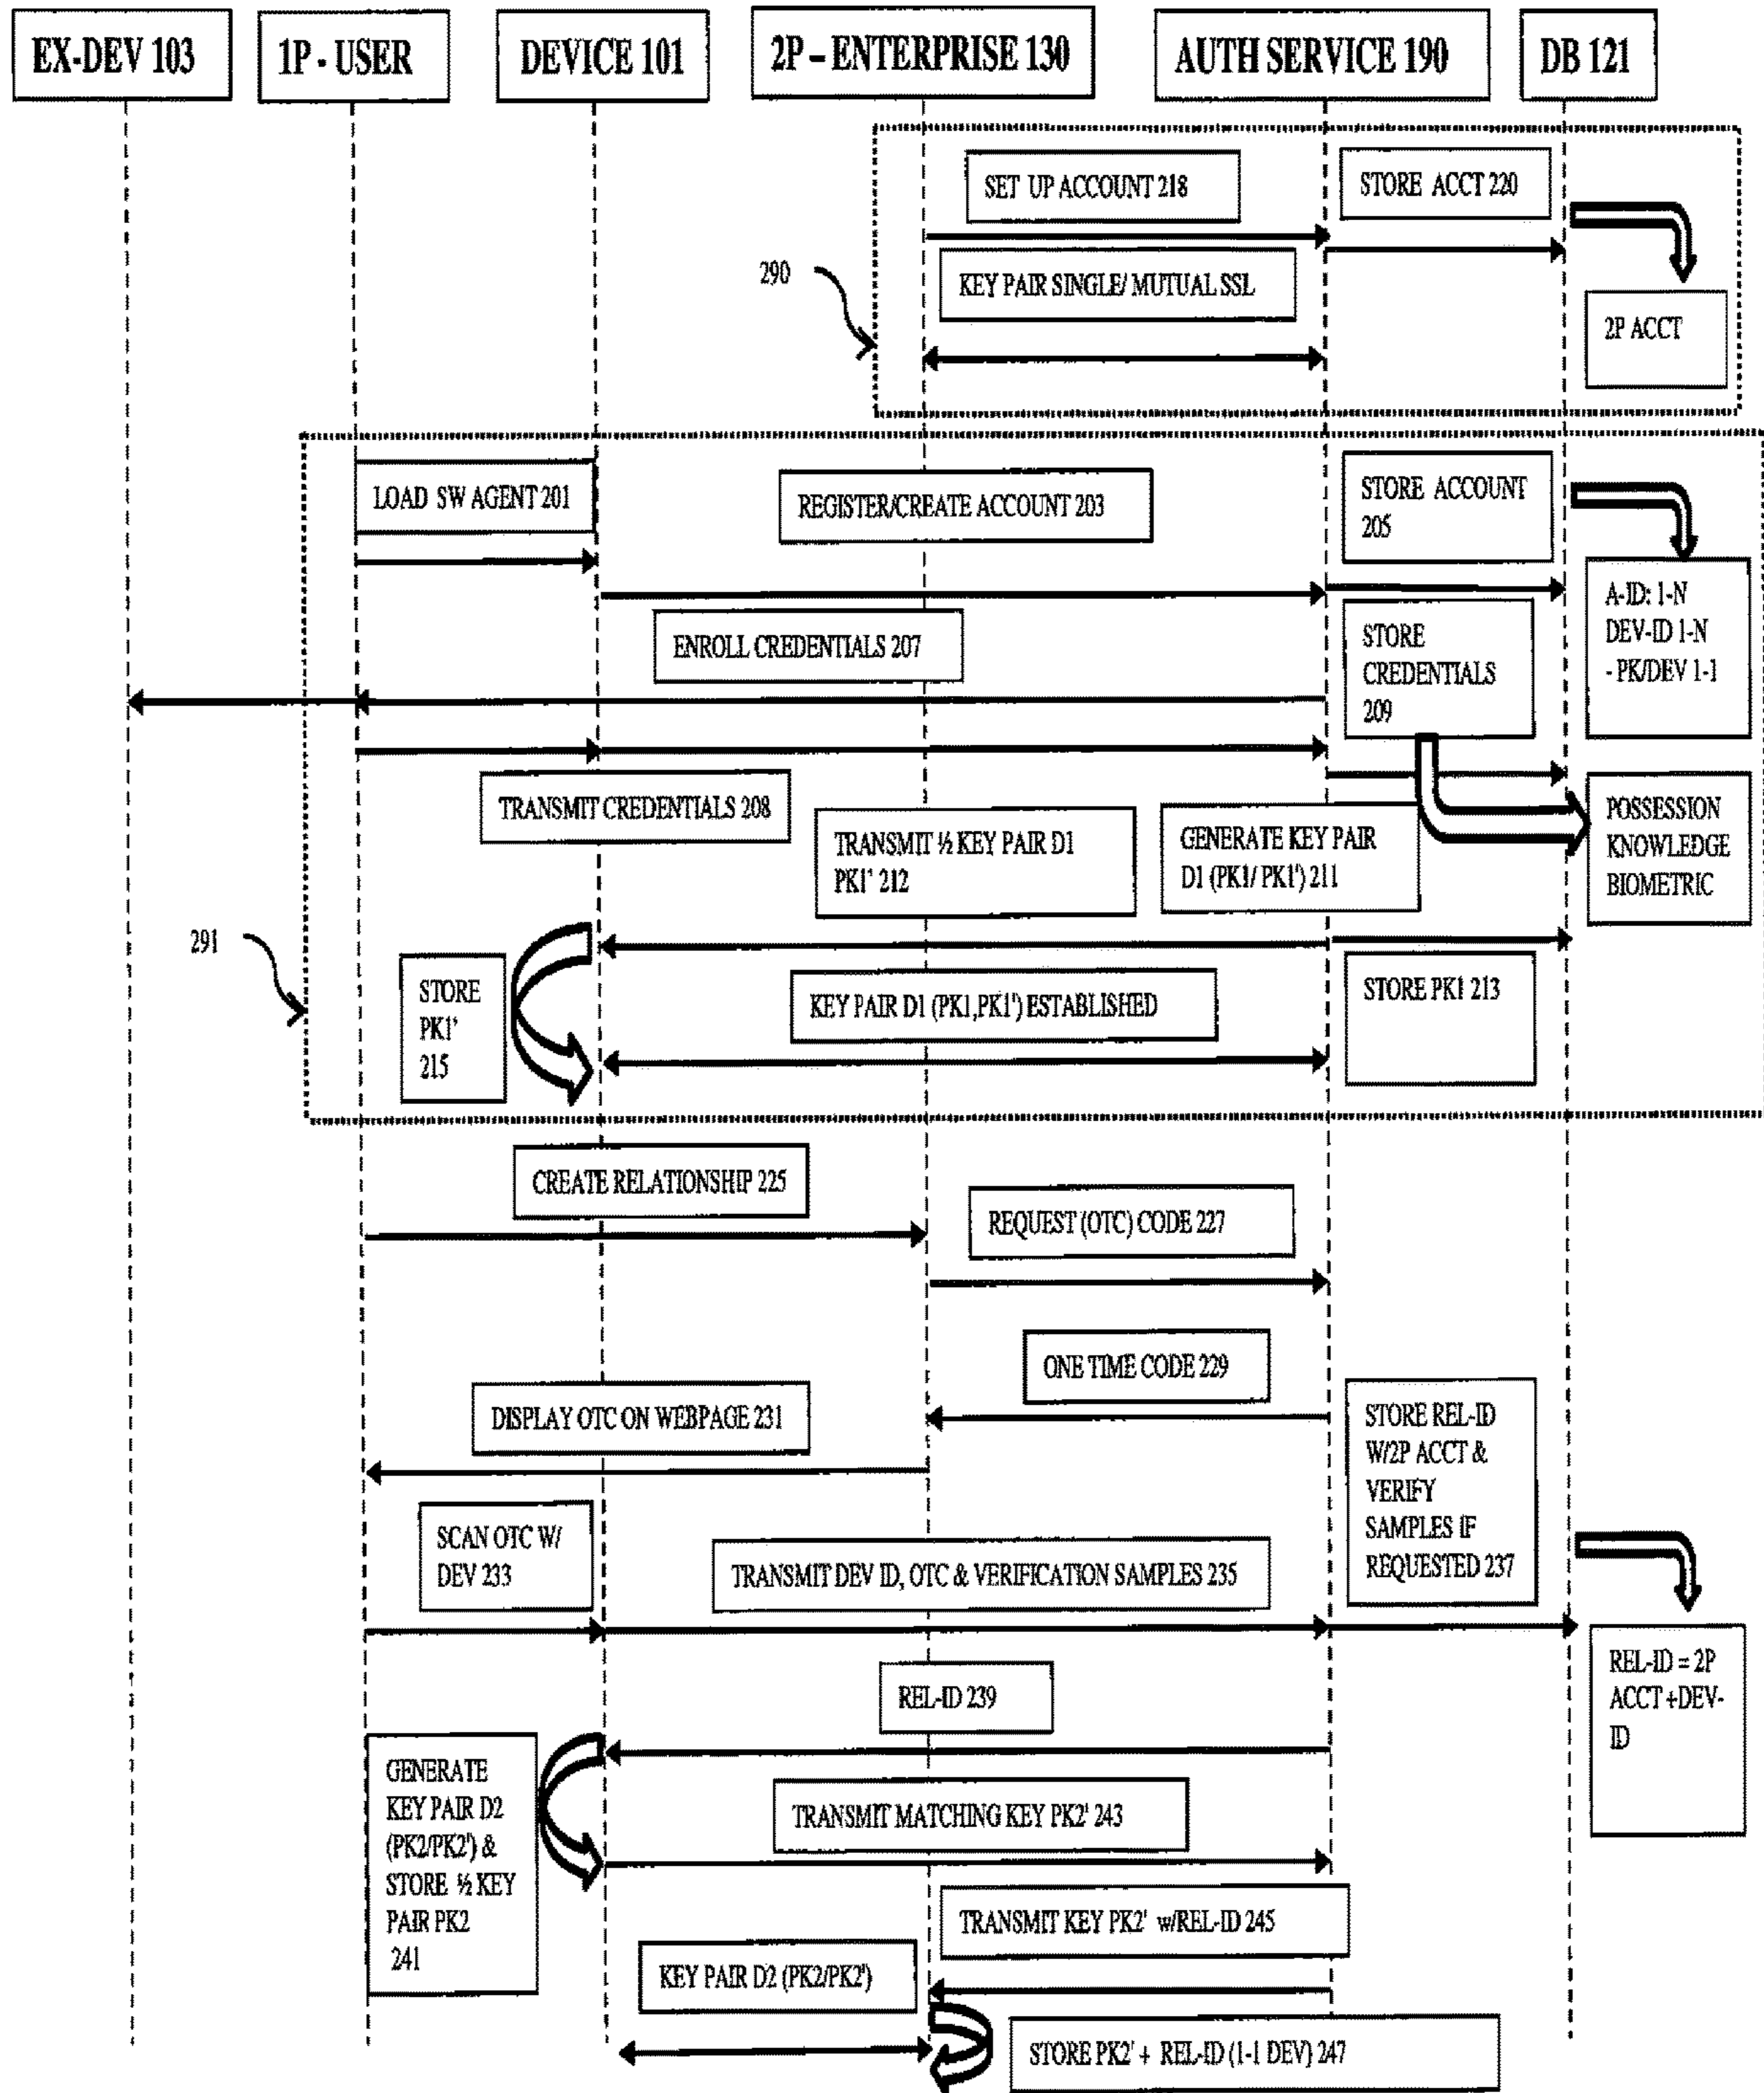 EX-DEV 103
1P - USER
DEVICE 101
2P – ENTERPRISE 130
AUTH SERVICE 190
DB 121
SET UP ACCOUNT 218
STORE ACCT 220
290
KEY PAIR SINGLE/ MUTUAL SSL
2P ACCT
LOAD SW AGENT 201
REGISTER/CREATE ACCOUNT 203
STORE ACCOUNT
205
A-ID: 1-N
DEV-ID 1-N
- PK/DEV 1-1
ENROLL CREDENTIALS 207
STORE
CREDENTIALS
209
TRANSMIT CREDENTIALS 208
TRANSMIT ½ KEY PAIR D1
PK1' 212
GENERATE KEY PAIR
D1 (PK1/ PK1') 211
POSSESSION
KNOWLEDGE
BIOMETRIC
291
STORE
PK1'
215
KEY PAIR D1 (PK1,PK1') ESTABLISHED
STORE PK1 213
CREATE RELATIONSHIP 225
REQUEST (OTC) CODE 227
ONE TIME CODE 229
DISPLAY OTC ON WEBPAGE 231
STORE REL-ID
W/2P ACCT &
VERIFY
SAMPLES IF
REQUESTED 237
SCAN OTC W/
DEV 233
TRANSMIT DEV ID, OTC & VERIFICATION SAMPLES 235
REL-ID = 2P
ACCT +DEV-
ID
REL-ID 239
GENERATE
KEY PAIR D2
(PK2/PK2') &
STORE ½ KEY
PAIR PK2
241
TRANSMIT MATCHING KEY PK2' 243
TRANSMIT KEY PK2' w/REL-ID 245
KEY PAIR D2 (PK2/PK2')
STORE PK2' + REL-ID (1-1 DEV) 247